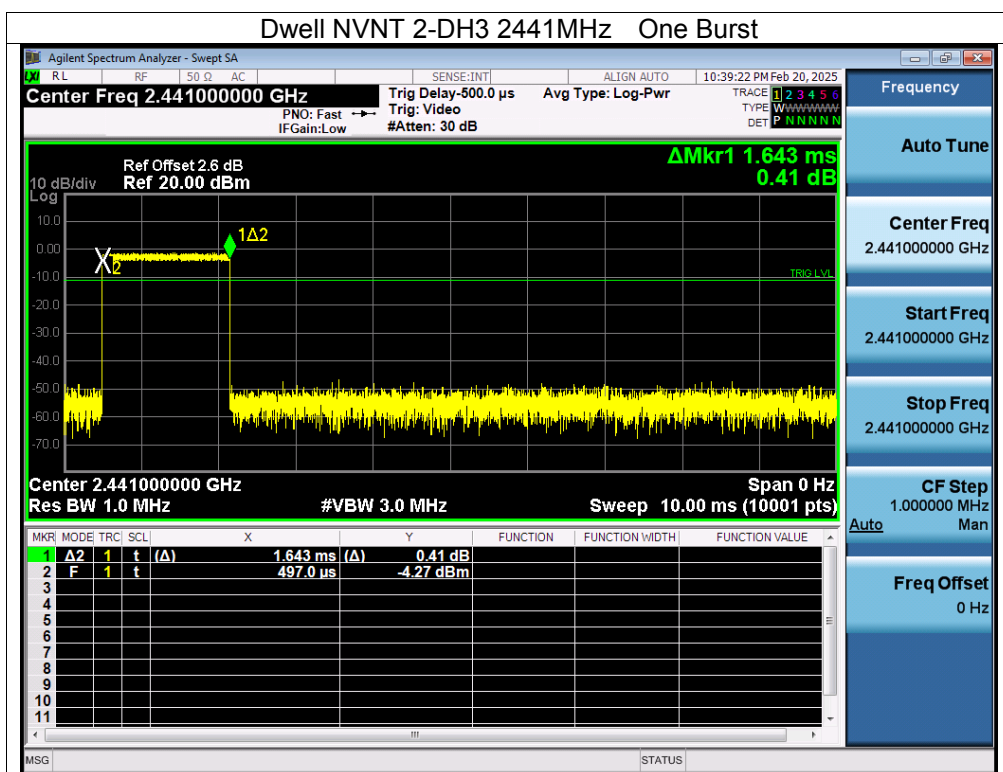 Dwell NVNT 2-DH3 2441MHz One Burst
Agilent Spectrum Analyzer - Swept SA
LXI RL RF 50 Ω AC SENSE:INT ALIGN AUTO 10:39:22 PM Feb 20, 2025
Center Freq 2.441000000 GHz Trig Delay-500.0 µs Avg Type: Log-Pwr TRACE 1 2 3 4 5 6
PNO: Fast Trig: Video TYPE WWWWWW
IFGain:Low #Atten: 30 dB DET P N N N N N
Frequency
Auto Tune
Center Freq
2.441000000 GHz
Start Freq
2.441000000 GHz
Stop Freq
2.441000000 GHz
CF Step
1.000000 MHz
Auto Man
Freq Offset
0 Hz
ΔMkr1 1.643 ms
0.41 dB
Ref Offset 2.6 dB
10 dB/div Ref 20.00 dBm
Log
10.0
0.00
-10.0
-20.0
-30.0
-40.0
-50.0
-60.0
-70.0
1Δ2
X2
TRIG LVL
Center 2.441000000 GHz Span 0 Hz
Res BW 1.0 MHz #VBW 3.0 MHz Sweep 10.00 ms (10001 pts)
MKR MODE TRC SCL X Y FUNCTION FUNCTION WIDTH FUNCTION VALUE
1 Δ2 1 t (Δ) 1.643 ms (Δ) 0.41 dB
2 F 1 t 497.0 µs -4.27 dBm
3
4
5
6
7
8
9
10
11
MSG STATUS